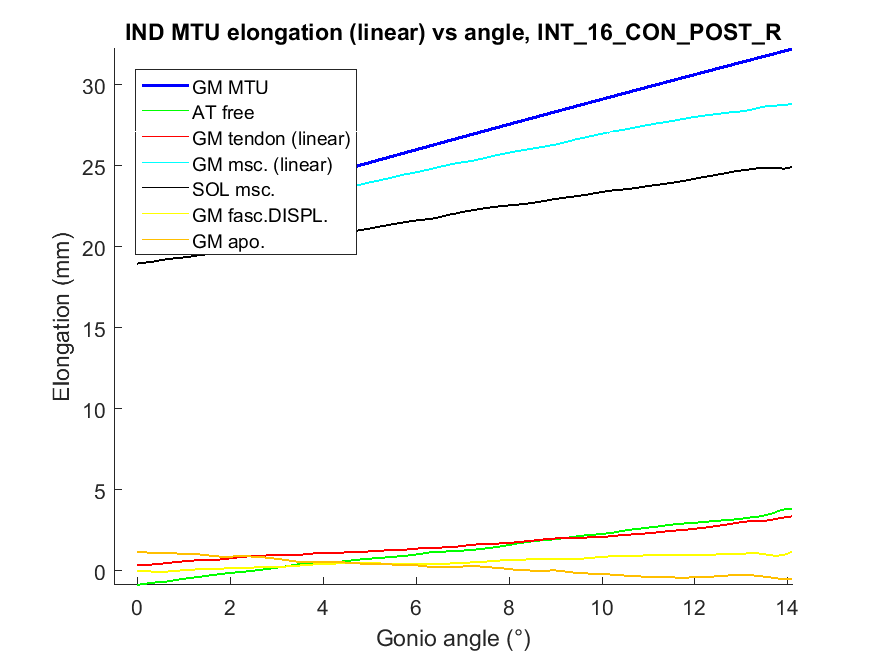 IND MTU elongation (linear) vs angle, INT_16_CON_POST_R
GM MTU
AT free
GM tendon (linear)
GM msc. (linear)
SOL msc.
GM fasc.DISPL.
GM apo.
30
25
20
15
10
5
0
Elongation (mm)
0 2 4 6 8 10 12 14
Gonio angle (°)